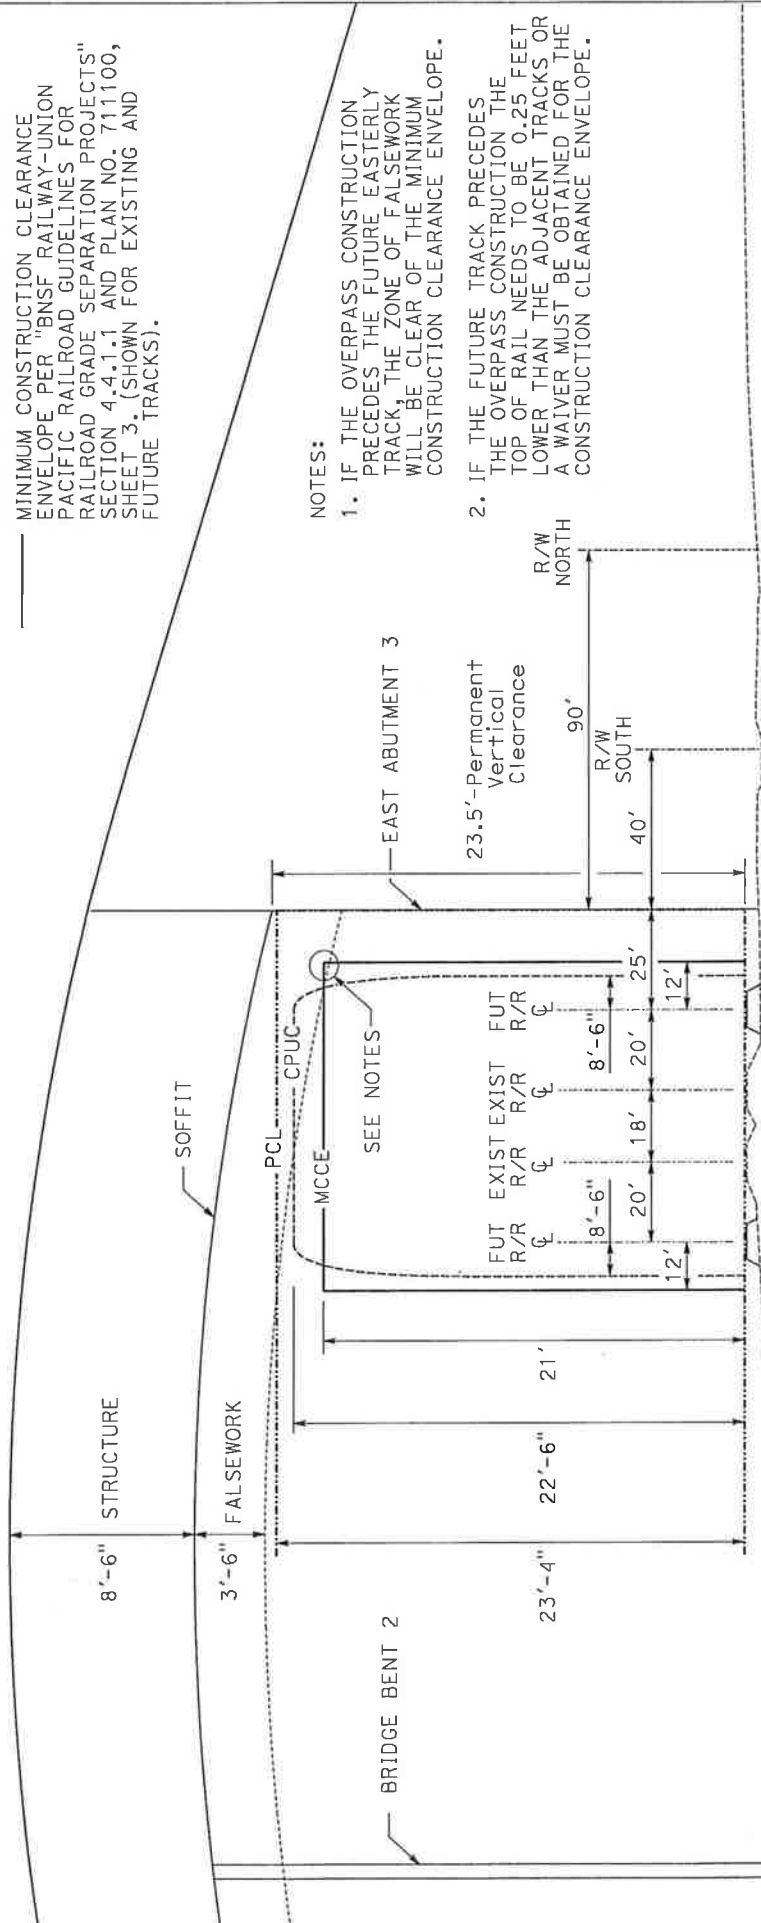 MINIMUM CONSTRUCTION CLEARANCE
ENVELOPE PER "BNSF RAILWAY-UNION
PACIFIC RAILROAD GUIDELINES FOR
RAILROAD GRADE SEPARATION PROJECTS"
SECTION 4.4.1.1 AND PLAN NO. 711100,
SHEET 3. (SHOWN FOR EXISTING AND
FUTURE TRACKS).
NOTES:
1. IF THE OVERPASS CONSTRUCTION
PRECEDES THE FUTURE EASTERLY
TRACK, THE ZONE OF FALSEWORK
WILL BE CLEAR OF THE MINIMUM
CONSTRUCTION CLEARANCE ENVELOPE.
2. IF THE FUTURE TRACK PRECEDES
THE OVERPASS CONSTRUCTION THE
TOP OF RAIL NEEDS TO BE 0.25 FEET
LOWER THAN THE ADJACENT TRACKS OR
A WAIVER MUST BE OBTAINED FOR THE
CONSTRUCTION CLEARANCE ENVELOPE.
8'-6" STRUCTURE
3'-6" FALSEWORK
SOFFIT
BRIDGE BENT 2
PCL
CPUC
MCCE
SEE NOTES
EAST ABUTMENT 3
23.5'-Permanent
Vertical
Clearance
23'-4"
22'-6"
21'
FUT
R/R
℄
EXIST
R/R
℄
EXIST
R/R
℄
FUT
R/R
℄
8'-6"
8'-6"
12'
20'
18'
20'
25'
12'
40'
90'
R/W
SOUTH
R/W
NORTH